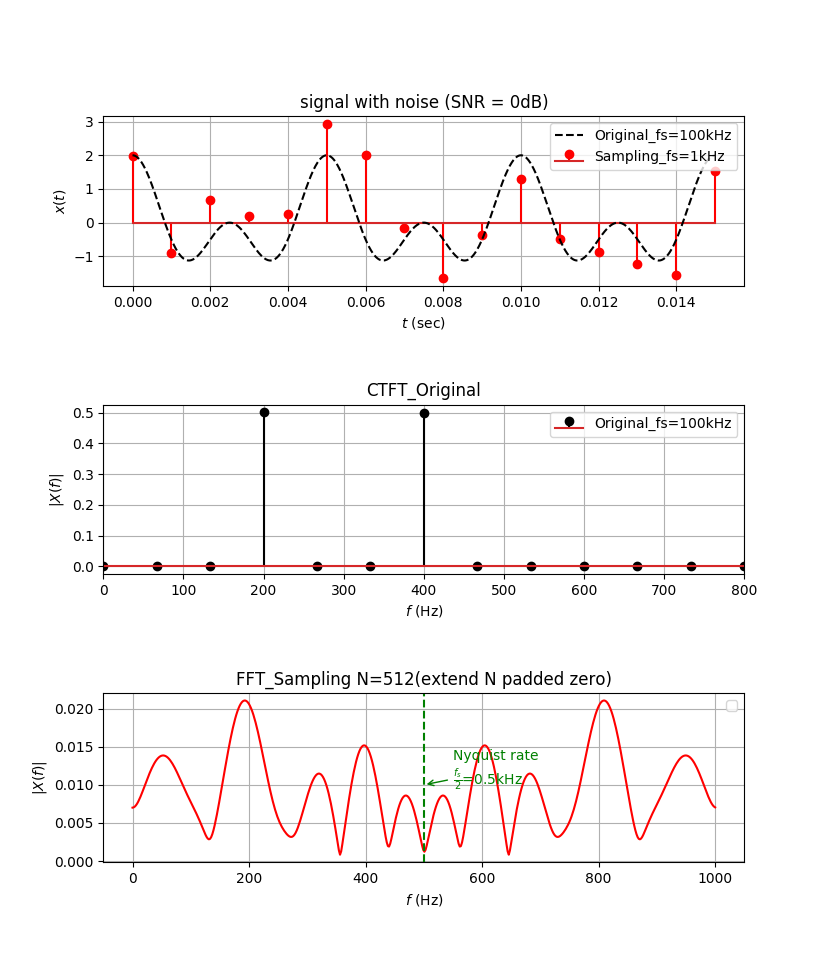 signal with noise (SNR = 0dB)
3
2
1
0
−1
x(t)
Original_fs=100kHz
Sampling_fs=1kHz
0.000 0.002 0.004 0.006 0.008 0.010 0.012 0.014
t (sec)
CTFT_Original
0.5
0.4
0.3
0.2
0.1
0.0
|X(f)|
Original_fs=100kHz
0 100 200 300 400 500 600 700 800
f (Hz)
FFT_Sampling N=512(extend N padded zero)
0.020
0.015
0.010
0.005
0.000
|X(f)|
Nyquist rate
fs/2=0.5kHz
0 200 400 600 800 1000
f (Hz)